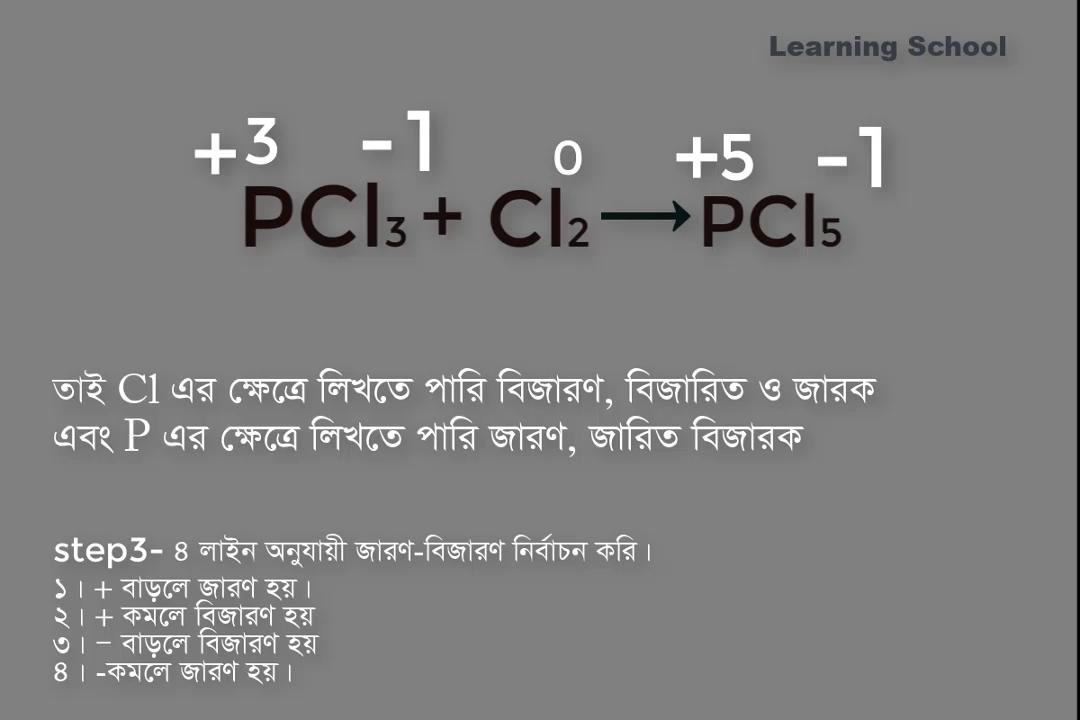 Learning School
+3 -1 0 +5 -1
PCl3 + Cl2 → PCl5
তাই Cl এর ক্ষেত্রে লিখতে পারি বিজারণ, বিজারিত ও জারক
এবং P এর ক্ষেত্রে লিখতে পারি জারণ, জারিত বিজারক
step3- ৪ লাইন অনুযায়ী জারণ-বিজারণ নির্বাচন করি।
১। + বাড়লে জারণ হয়।
২। + কমলে বিজারণ হয়
৩। – বাড়লে বিজারণ হয়
৪। -কমলে জারণ হয়।